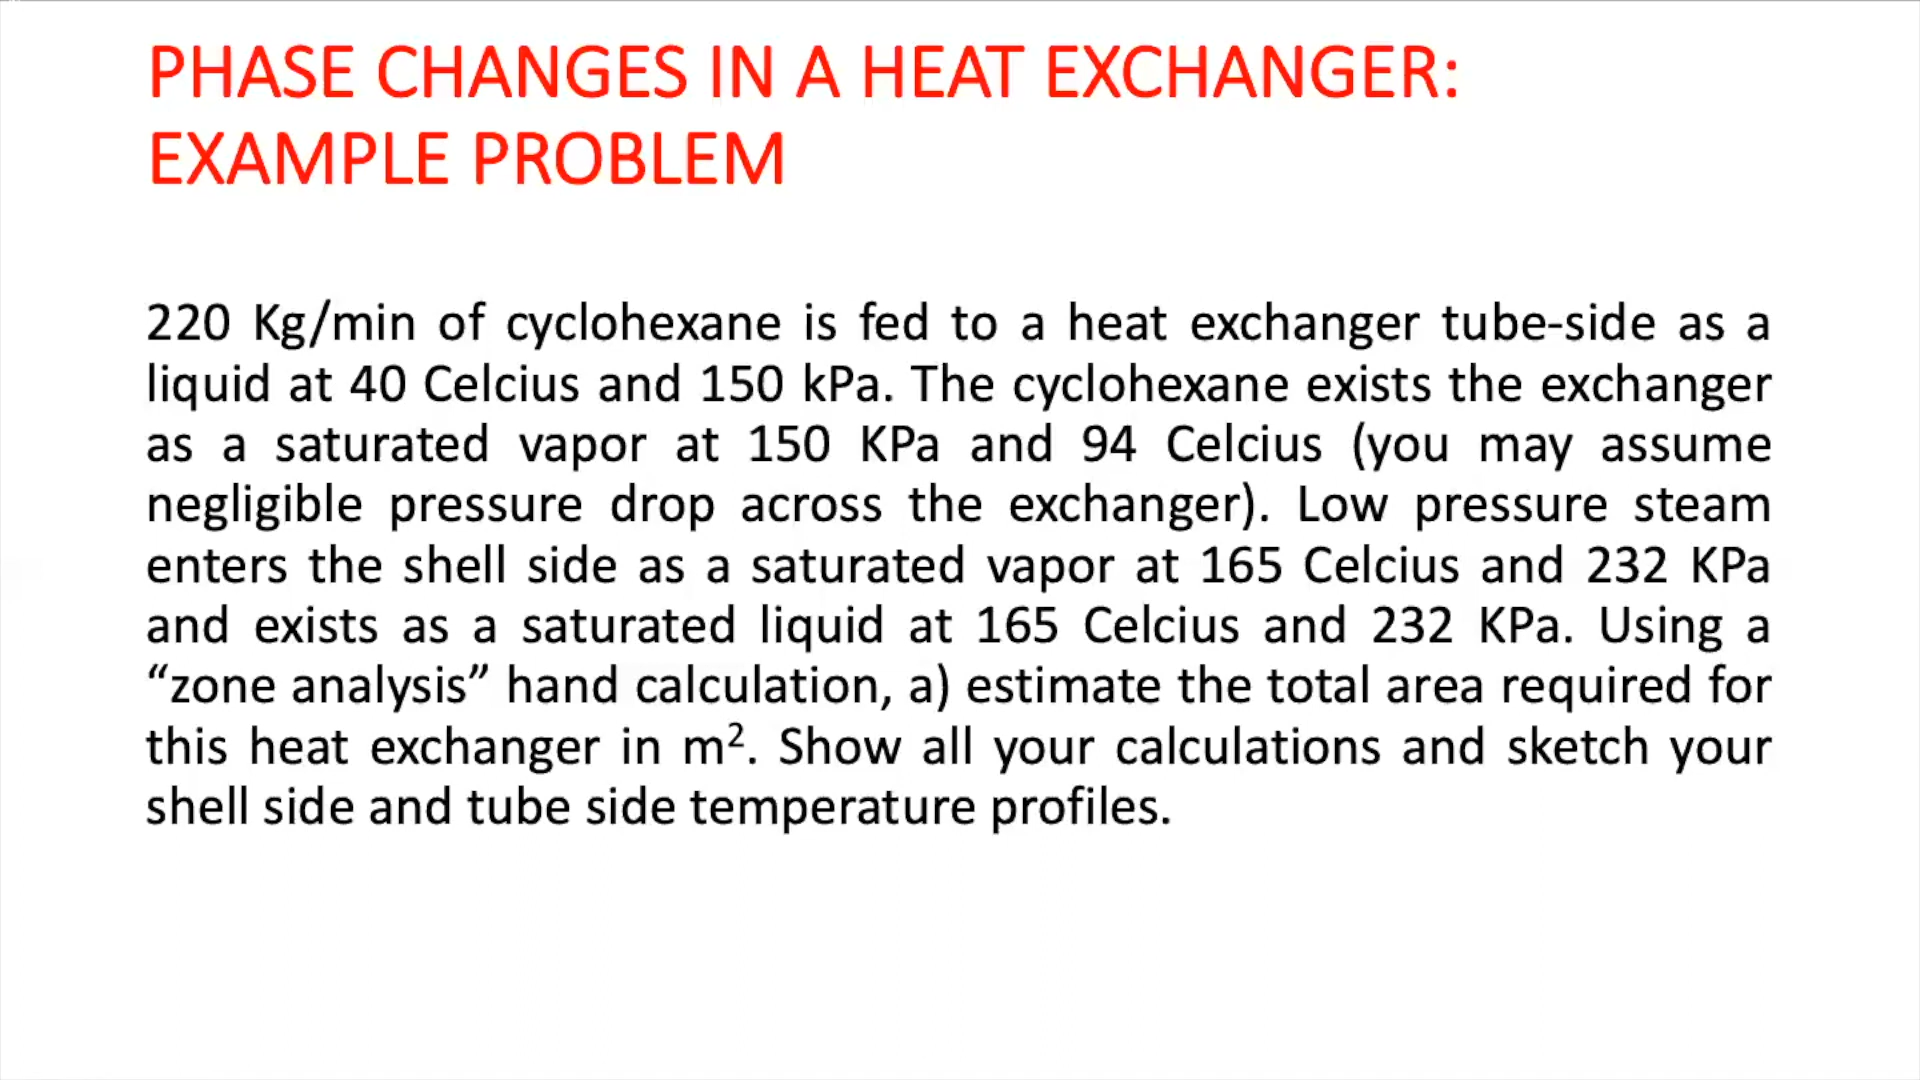 PHASE CHANGES IN A HEAT EXCHANGER:
EXAMPLE PROBLEM
220 Kg/min of cyclohexane is fed to a heat exchanger tube-side as a
liquid at 40 Celcius and 150 kPa. The cyclohexane exists the exchanger
as a saturated vapor at 150 KPa and 94 Celcius (you may assume
negligible pressure drop across the exchanger). Low pressure steam
enters the shell side as a saturated vapor at 165 Celcius and 232 KPa
and exists as a saturated liquid at 165 Celcius and 232 KPa. Using a
“zone analysis” hand calculation, a) estimate the total area required for
this heat exchanger in m². Show all your calculations and sketch your
shell side and tube side temperature profiles.